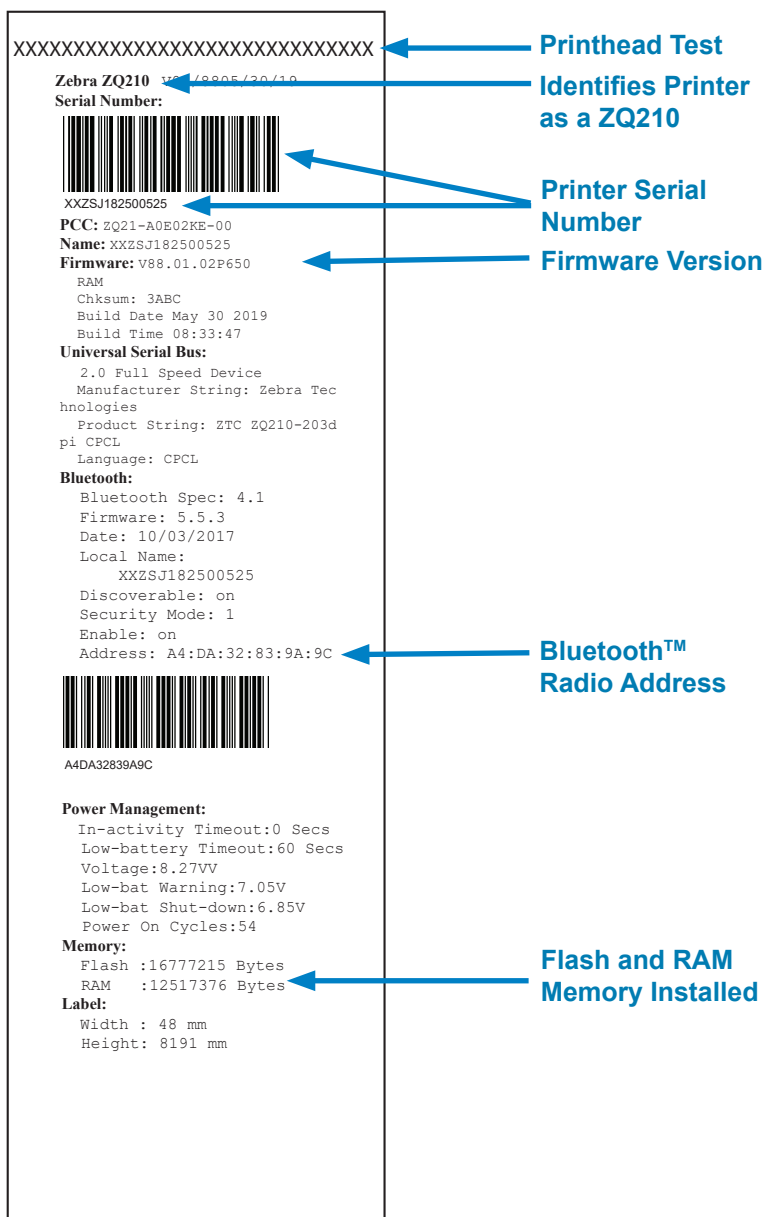 XXXXXXXXXXXXXXXXXXXXXXXXXXXXXX
Printhead Test
Zebra ZQ210 /8805/30/19
Identifies Printer
as a ZQ210
Serial Number:
XXZSJ182500525
Printer Serial
Number
PCC: ZQ21-A0E02KE-00
Name: XXZSJ182500525
Firmware: V88.01.02P650
Firmware Version
RAM
Chksum: 3ABC
Build Date May 30 2019
Build Time 08:33:47
Universal Serial Bus:
2.0 Full Speed Device
Manufacturer String: Zebra Tec
hnologies
Product String: ZTC ZQ210-203d
pi CPCL
Language: CPCL
Bluetooth:
Bluetooth Spec: 4.1
Firmware: 5.5.3
Date: 10/03/2017
Local Name:
XXZSJ182500525
Discoverable: on
Security Mode: 1
Enable: on
Address: A4:DA:32:83:9A:9C
Bluetooth™
Radio Address
A4DA32839A9C
Power Management:
In-activity Timeout:0 Secs
Low-battery Timeout:60 Secs
Voltage:8.27VV
Low-bat Warning:7.05V
Low-bat Shut-down:6.85V
Power On Cycles:54
Memory:
Flash :16777215 Bytes
RAM :12517376 Bytes
Flash and RAM
Memory Installed
Label:
Width : 48 mm
Height: 8191 mm